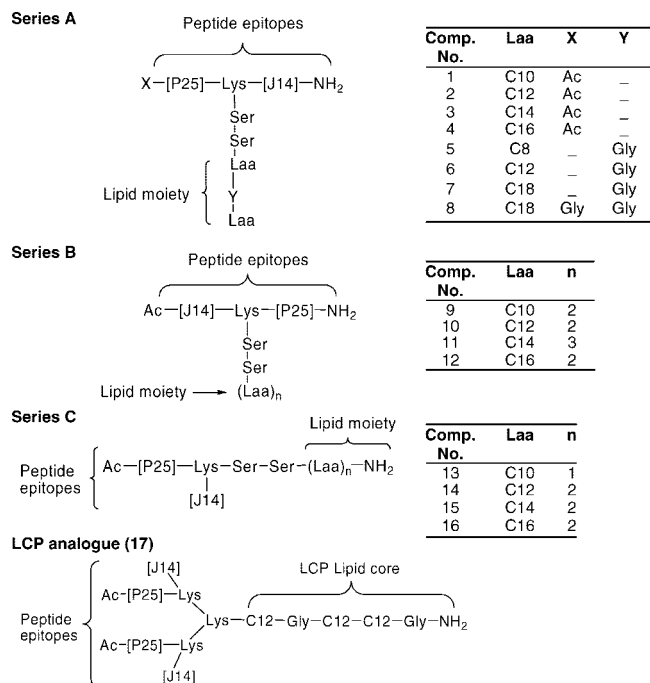 Series A
Peptide epitopes
X—[P25]—Lys—[J14]—NH2
Ser
Ser
Laa
Lipid moiety
Y
Laa
Comp. No. Laa X Y
1 C10 Ac _
2 C12 Ac _
3 C14 Ac _
4 C16 Ac _
5 C8 _ Gly
6 C12 _ Gly
7 C18 _ Gly
8 C18 Gly Gly
Series B
Peptide epitopes
Ac—[J14]—Lys—[P25]—NH2
Ser
Ser
Lipid moiety → (Laa)n
Comp. No. Laa n
9 C10 2
10 C12 2
11 C14 3
12 C16 2
Series C
Lipid moiety
Peptide epitopes
Ac—[P25]—Lys—Ser—Ser—(Laa)n—NH2
[J14]
Comp. No. Laa n
13 C10 1
14 C12 2
15 C14 2
16 C16 2
LCP analogue (17)
[J14]
LCP Lipid core
Ac—[P25]—Lys
Peptide epitopes
Lys—C12—Gly—C12—C12—Gly—NH2
Ac—[P25]—Lys
[J14]